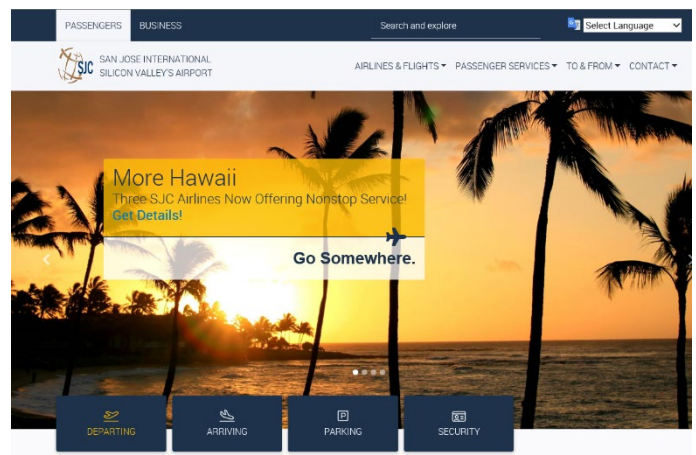 PASSENGERS
BUSINESS
Search and explore
Select Language
SJC
SAN JOSE INTERNATIONAL
SILICON VALLEY'S AIRPORT
AIRLINES & FLIGHTS
PASSENGER SERVICES
TO & FROM
CONTACT
More Hawaii
Three SJC Airlines Now Offering Nonstop Service!
Get Details!
Go Somewhere.
DEPARTING
ARRIVING
P
PARKING
SECURITY